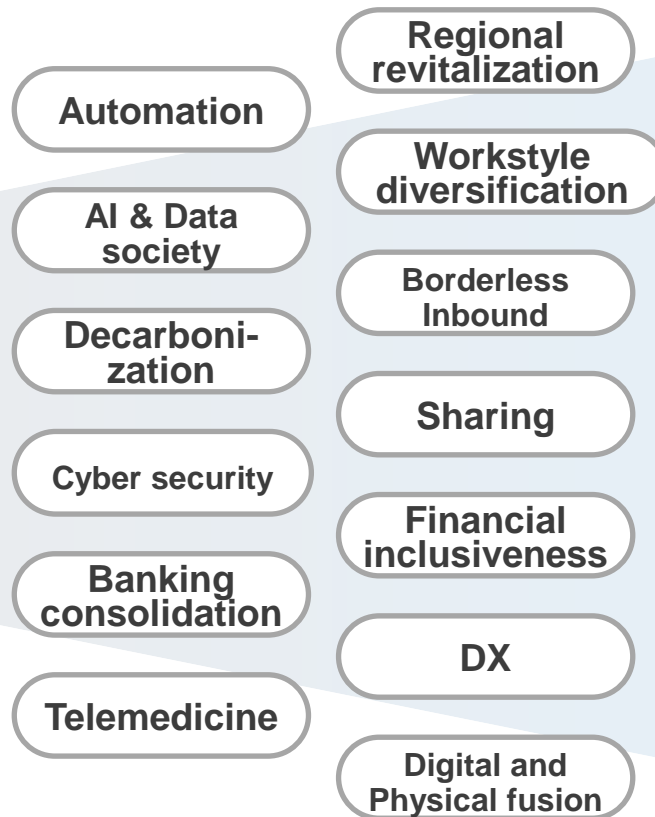 Automation
AI & Data
society
Decarboni-
zation
Cyber security
Banking
consolidation
Telemedicine
Regional
revitalization
Workstyle
diversification
Borderless
Inbound
Sharing
Financial
inclusiveness
DX
Digital and
Physical fusion